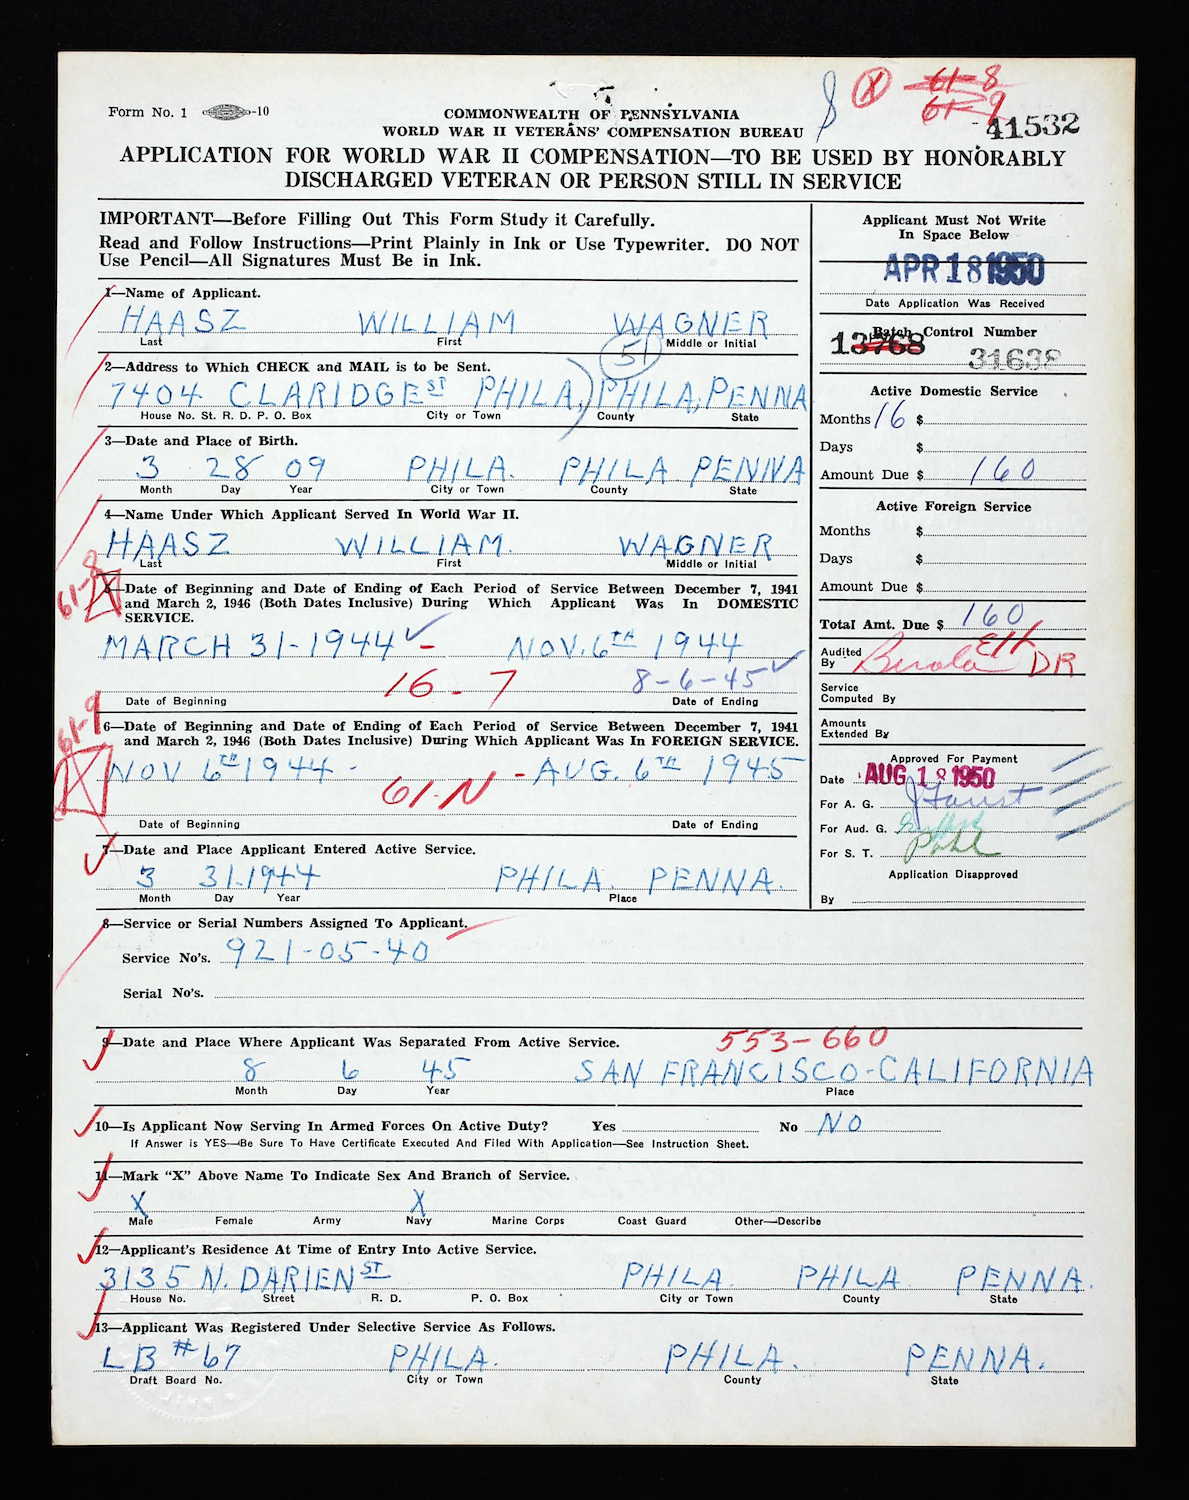 Form No. 1 -10
COMMONWEALTH OF PENNSYLVANIA
WORLD WAR II VETERANS' COMPENSATION BUREAU
61-8
61-9
41532
APPLICATION FOR WORLD WAR II COMPENSATION—TO BE USED BY HONORABLY
DISCHARGED VETERAN OR PERSON STILL IN SERVICE
IMPORTANT—Before Filling Out This Form Study it Carefully.
Read and Follow Instructions—Print Plainly in Ink or Use Typewriter. DO NOT
Use Pencil—All Signatures Must Be in Ink.
1—Name of Applicant.
HAASZ WILLIAM WAGNER
Last First Middle or Initial
51
2—Address to Which CHECK and MAIL is to be Sent.
7404 CLARIDGE ST PHILA, PHILA, PENNA
House No. St. R. D. P. O. Box City or Town County State
3—Date and Place of Birth.
3 28 09 PHILA. PHILA PENNA
Month Day Year City or Town County State
4—Name Under Which Applicant Served In World War II.
HAASZ WILLIAM. WAGNER
Last First Middle or Initial
61-8
5—Date of Beginning and Date of Ending of Each Period of Service Between December 7, 1941
and March 2, 1946 (Both Dates Inclusive) During Which Applicant Was In DOMESTIC
SERVICE.
MARCH 31-1944 - NOV. 6TH 1944
16-7 8-6-45
Date of Beginning Date of Ending
61-9
6—Date of Beginning and Date of Ending of Each Period of Service Between December 7, 1941
and March 2, 1946 (Both Dates Inclusive) During Which Applicant Was In FOREIGN SERVICE.
NOV 6TH 1944 - - AUG. 6TH 1945
61-N
Date of Beginning Date of Ending
7—Date and Place Applicant Entered Active Service.
3 31-1944 PHILA. PENNA.
Month Day Year Place
Applicant Must Not Write
In Space Below
APR 18 1950
Date Application Was Received
Batch Control Number
13768 31638
Active Domestic Service
Months 16 $
Days $
Amount Due $ 160
Active Foreign Service
Months $
Days $
Amount Due $
Total Amt. Due $ 160
Audited
By DR
Service
Computed By
Amounts
Extended By
Approved For Payment
Date AUG 18 1950
For A. G.
For Aud. G.
For S. T.
Application Disapproved
By
8—Service or Serial Numbers Assigned To Applicant.
Service No's. 921-05-40
Serial No's.
9—Date and Place Where Applicant Was Separated From Active Service. 553-660
8 6 45 SAN FRANCISCO-CALIFORNIA
Month Day Year Place
10—Is Applicant Now Serving In Armed Forces On Active Duty? Yes No NO
If Answer is YES—Be Sure To Have Certificate Executed And Filed With Application—See Instruction Sheet.
11—Mark "X" Above Name To Indicate Sex And Branch of Service.
X X
Male Female Army Navy Marine Corps Coast Guard Other—Describe
12—Applicant's Residence At Time of Entry Into Active Service.
3135 N. DARIEN ST PHILA. PHILA PENNA.
House No. Street R. D. P. O. Box City or Town County State
13—Applicant Was Registered Under Selective Service As Follows.
LB #67 PHILA. PHILA. PENNA.
Draft Board No. City or Town County State